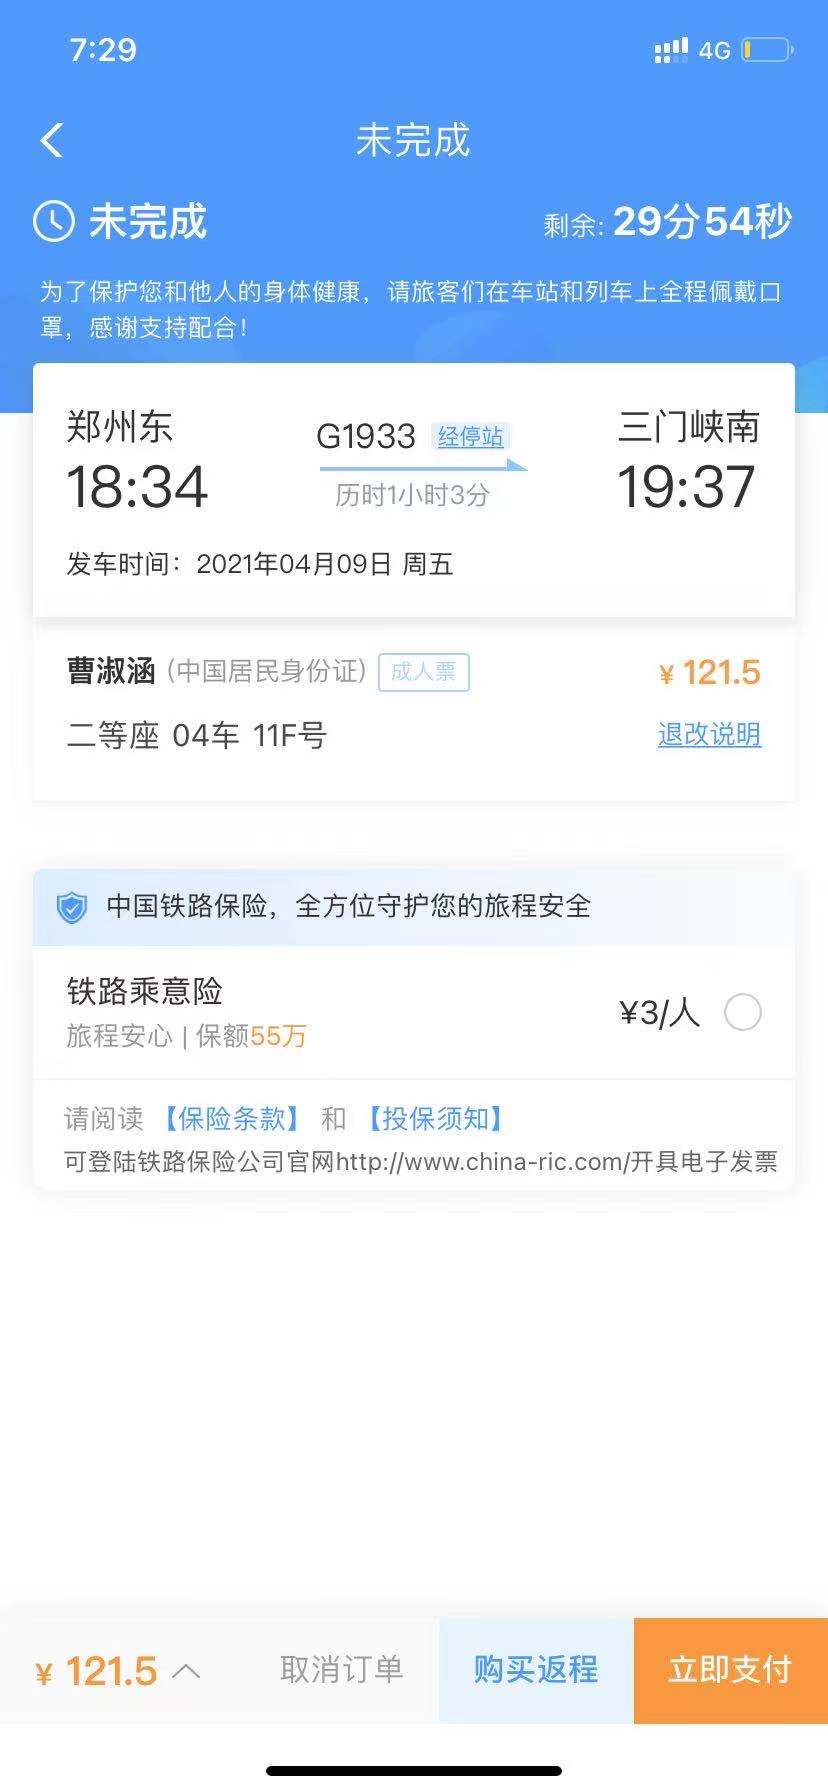 7:29 4G
未完成
未完成 剩余: 29分54秒
为了保护您和他人的身体健康，请旅客们在车站和列车上全程佩戴口
罩，感谢支持配合！
郑州东 G1933 经停站 三门峡南
18:34 历时1小时3分 19:37
发车时间：2021年04月09日 周五
曹淑涵 (中国居民身份证) 成人票 ¥ 121.5
二等座 04车 11F号 退改说明
中国铁路保险，全方位守护您的旅程安全
铁路乘意险 ¥3/人
旅程安心 | 保额55万
请阅读 【保险条款】 和 【投保须知】
可登陆铁路保险公司官网http://www.china-ric.com/开具电子发票
¥ 121.5 取消订单 购买返程 立即支付